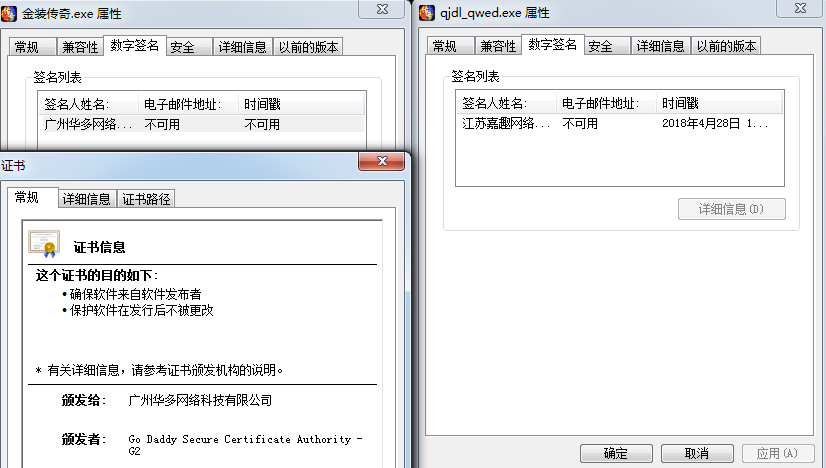 金装传奇.exe 属性
常规
兼容性
数字签名
安全
详细信息
以前的版本
签名列表
签名人姓名:
电子邮件地址:
时间戳
广州华多网络...
不可用
不可用
证书
常规
详细信息
证书路径
证书信息
这个证书的目的如下:
•确保软件来自软件发布者
•保护软件在发行后不被更改
* 有关详细信息，请参考证书颁发机构的说明。
颁发给:
广州华多网络科技有限公司
颁发者:
Go Daddy Secure Certificate Authority -
G2
qjdl_qwed.exe 属性
常规
兼容性
数字签名
安全
详细信息
以前的版本
签名列表
签名人姓名:
电子邮件地址:
时间戳
江苏嘉趣网络...
不可用
2018年4月28日 1...
详细信息(D)
确定
取消
应用(A)